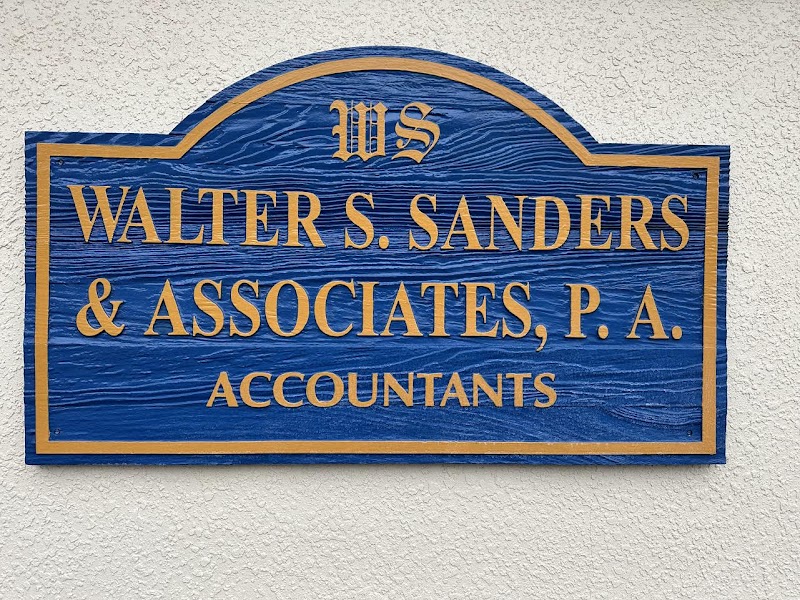 WS
WALTER S. SANDERS
& ASSOCIATES, P. A.
ACCOUNTANTS